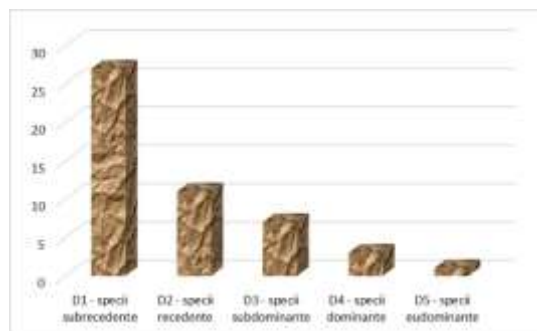 30
25
20
15
10
5
0
D1 - specii subrecedente
D2 - specii recedente
D3 - specii subdominante
D4 - specii dominante
D5 - specii eudominante